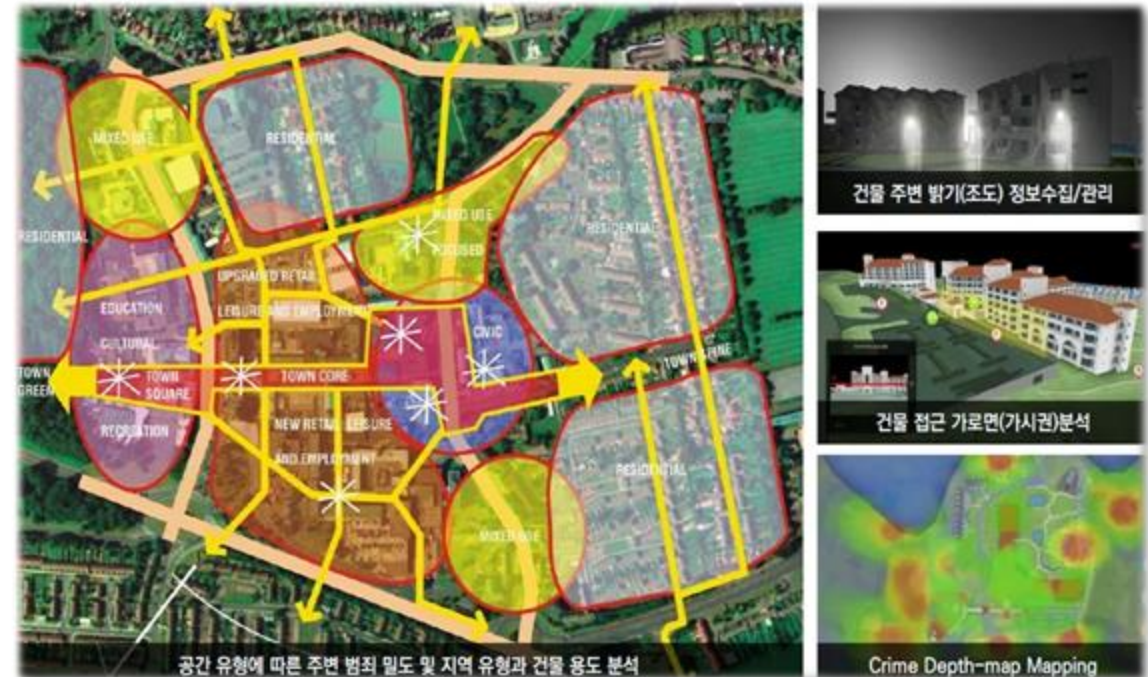 MIXED USE
RESIDENTIAL
RESIDENTIAL
MIXED USE
FOCUSED
RESIDENTIAL
UPGRADED RETAIL
LEISURE AND EMPLOYMENT
EDUCATION
CULTURAL
CIVIC
TOWN SPINE
TOWN
GREEN
TOWN
SQUARE
TOWN CORE
RECREATION
NEW RETAIL LEISURE
AND EMPLOYMENT
RESIDENTIAL
MIXED USE
공간 유형에 따른 주변 범죄 밀도 및 지역 유형과 건물 용도 분석
건물 주변 밝기(조도) 정보수집/관리
건물 접근 가로면(가시권)분석
Crime Depth-map Mapping